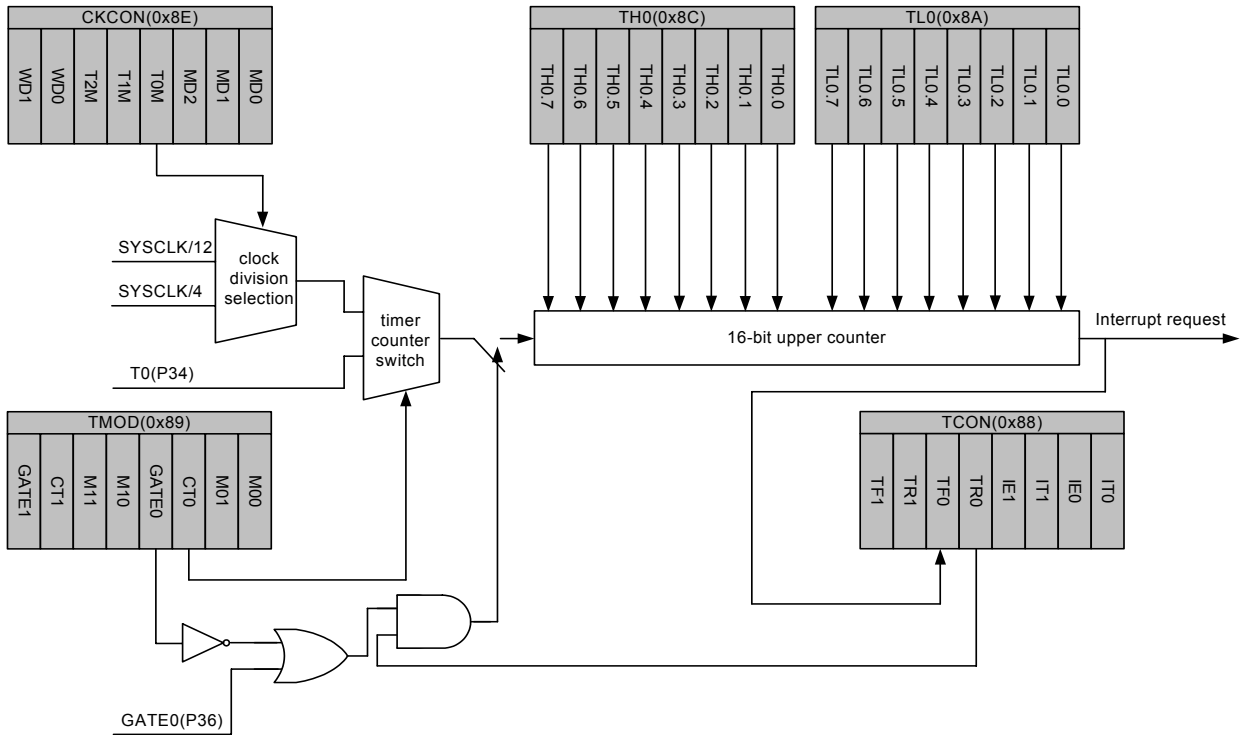 CKCON(0x8E)
WD1
WD0
T2M
T1M
T0M
MD2
MD1
MD0
TH0(0x8C)
TH0.7
TH0.6
TH0.5
TH0.4
TH0.3
TH0.2
TH0.1
TH0.0
TL0(0x8A)
TL0.7
TL0.6
TL0.5
TL0.4
TL0.3
TL0.2
TL0.1
TL0.0
SYSCLK/12
SYSCLK/4
clock
division
selection
T0(P34)
timer
counter
switch
16-bit upper counter
Interrupt request
TMOD(0x89)
GATE1
CT1
M11
M10
GATE0
CT0
M01
M00
TCON(0x88)
TF1
TR1
TF0
TR0
IE1
IT1
IE0
IT0
GATE0(P36)